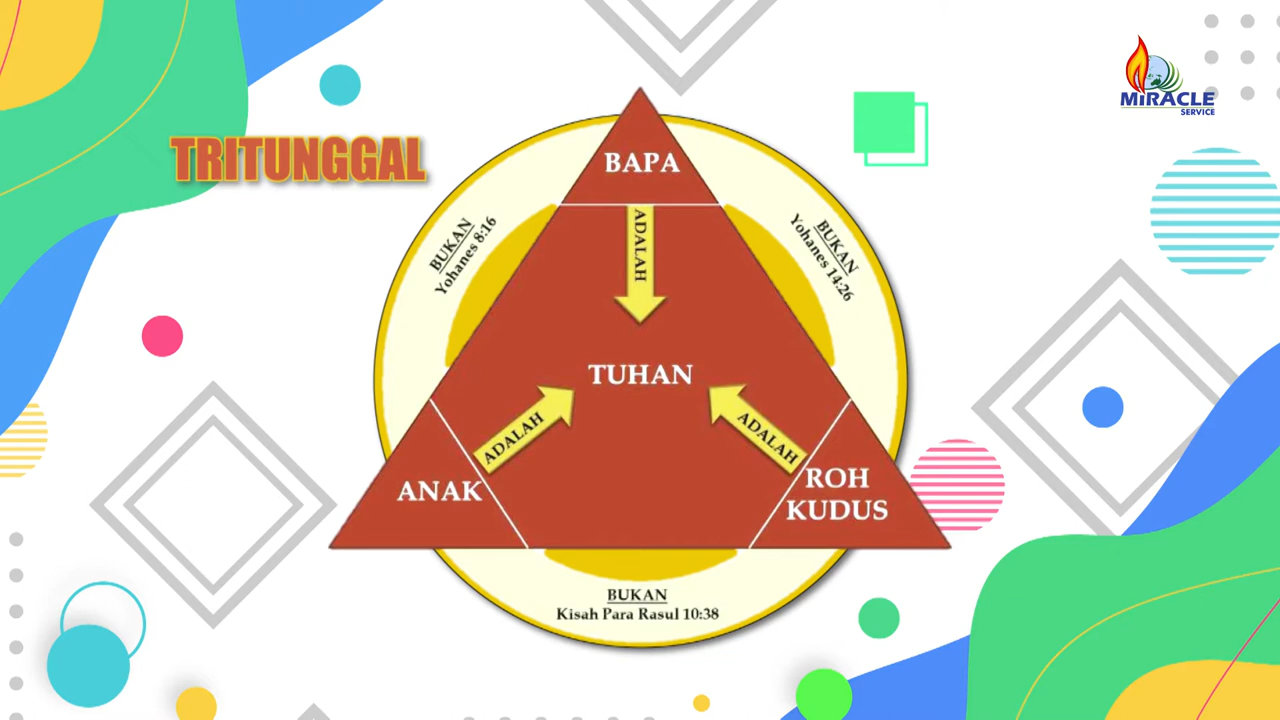 MiRACLE
SERVICE
TRITUNGGAL
BAPA
BUKAN
Yohanes 8:16
ADALAH
BUKAN
Yohanes 14:26
TUHAN
ADALAH
ADALAH
ANAK
ROH
KUDUS
BUKAN
Kisah Para Rasul 10:38